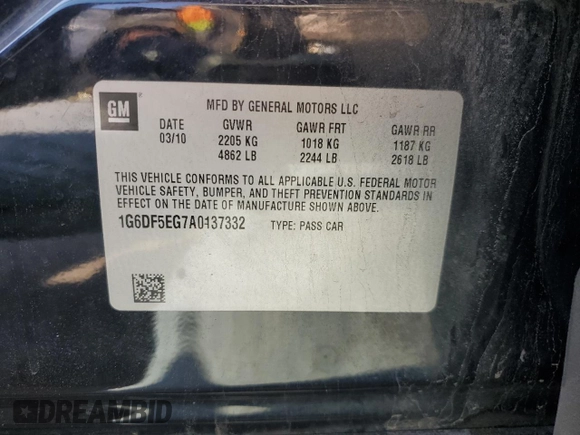 GM
MFD BY GENERAL MOTORS LLC
DATE GVWR GAWR FRT GAWR RR
03/10 2205 KG 1018 KG 1187 KG
4862 LB 2244 LB 2618 LB
THIS VEHICLE CONFORMS TO ALL APPLICABLE U.S. FEDERAL MOTOR
VEHICLE SAFETY, BUMPER, AND THEFT PREVENTION STANDARDS IN
EFFECT ON THE DATE OF MANUFACTURE SHOWN ABOVE.
1G6DF5EG7A0137332 TYPE: PASS CAR
DREAMBID